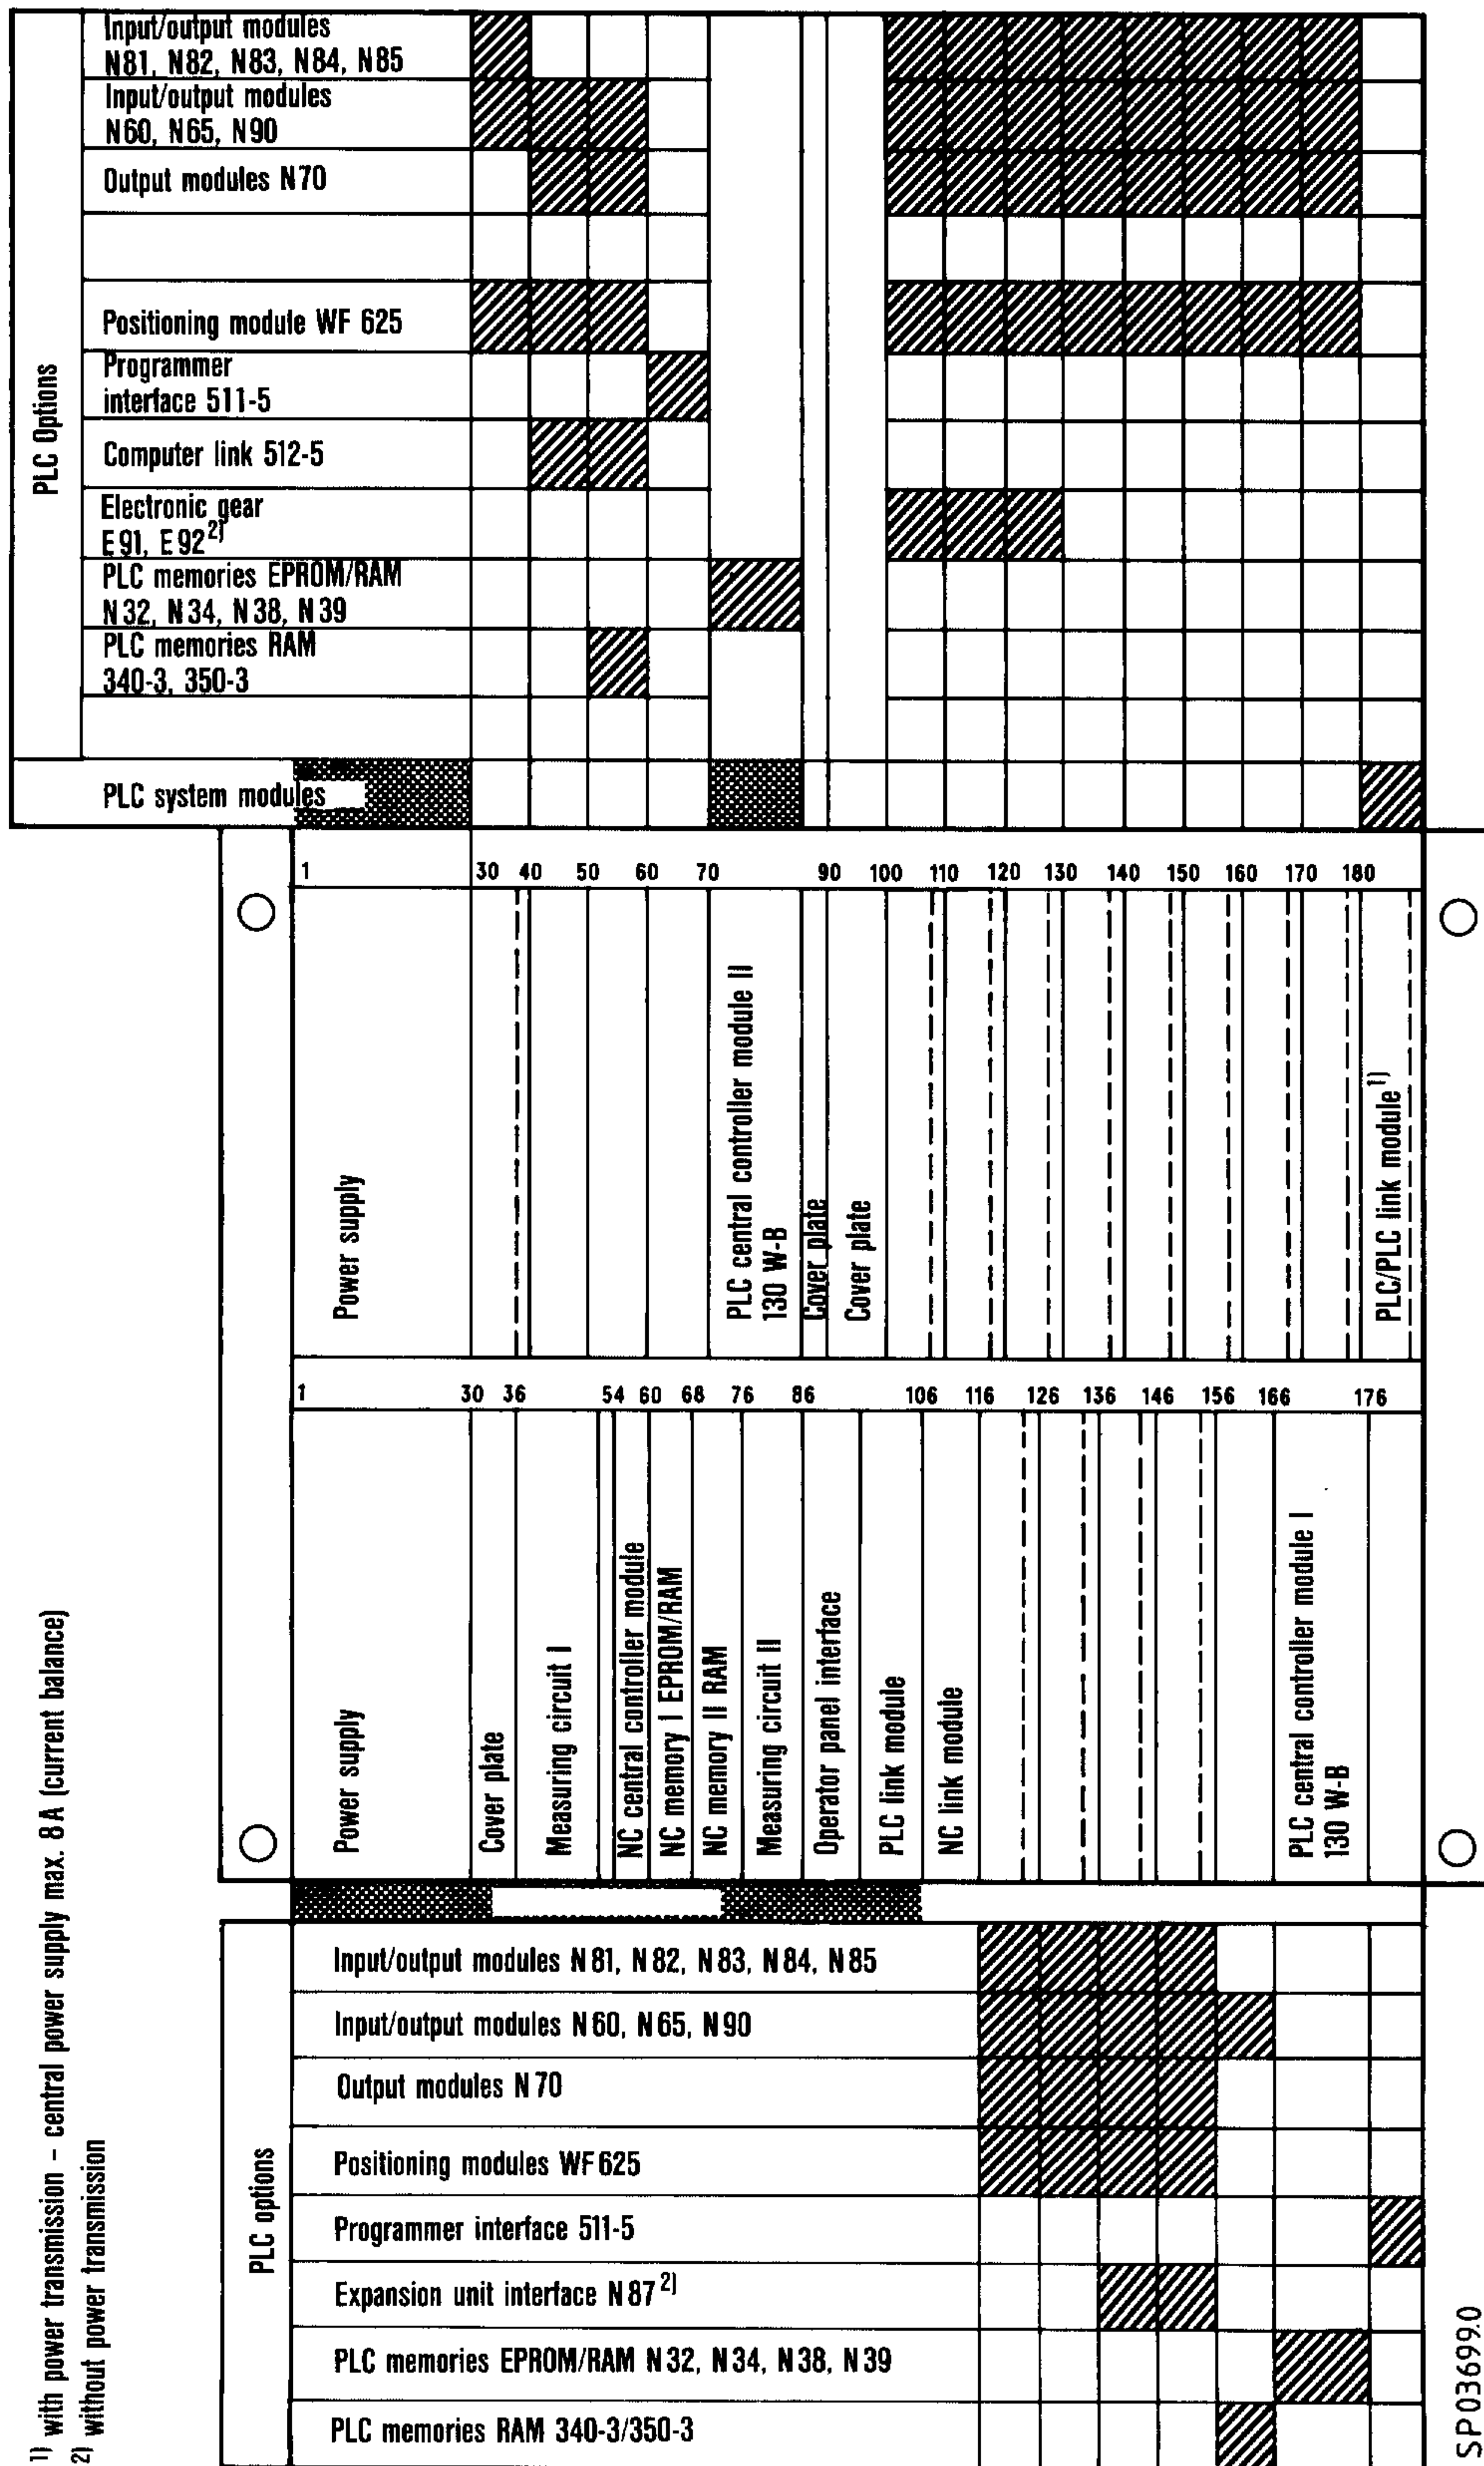 Input/output modules
N81, N82, N83, N84, N85
Input/output modules
N60, N65, N90
Output modules N70
Positioning module WF 625
Programmer
interface 511-5
Computer link 512-5
Electronic gear
E91, E92 2)
PLC memories EPROM/RAM
N32, N34, N38, N39
PLC memories RAM
340-3, 350-3
PLC Options
PLC system modules
1 30 40 50 60 70 90 100 110 120 130 140 150 160 170 180
Power supply
PLC central controller module II
130 W-B
Cover plate
Cover plate
PLC/PLC link module 1)
1 30 36 54 60 68 76 86 106 116 126 136 146 156 166 176
Power supply
Cover plate
Measuring circuit I
NC central controller module
NC memory I EPROM/RAM
NC memory II RAM
Measuring circuit II
Operator panel interface
PLC link module
NC link module
PLC central controller module I
130 W-B
PLC options
Input/output modules N81, N82, N83, N84, N85
Input/output modules N60, N65, N90
Output modules N70
Positioning modules WF625
Programmer interface 511-5
Expansion unit interface N87 2)
PLC memories EPROM/RAM N32, N34, N38, N39
PLC memories RAM 340-3/350-3
1) with power transmission – central power supply max. 8A (current balance)
2) without power transmission
SP03699.0